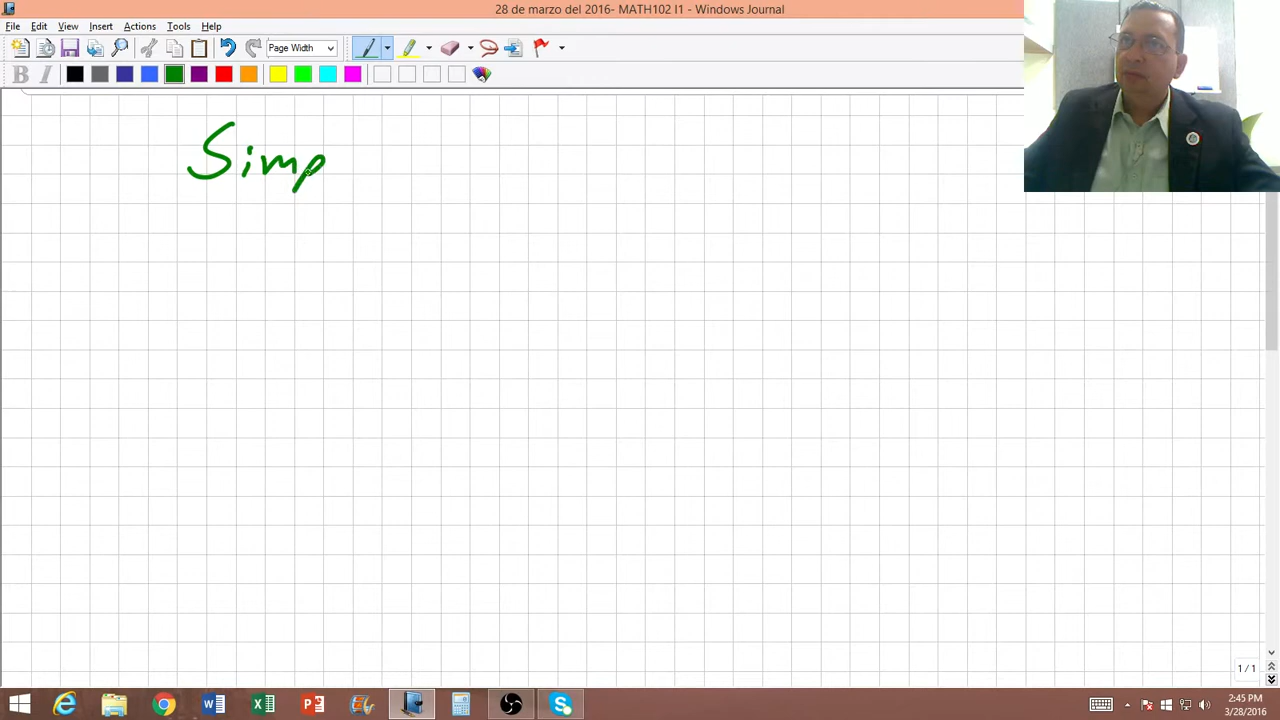 28 de marzo del 2016- MATH102 I1 - Windows Journal
File Edit View Insert Actions Tools Help
Page Width
B I
Simp
1 / 1
2:45 PM
3/28/2016